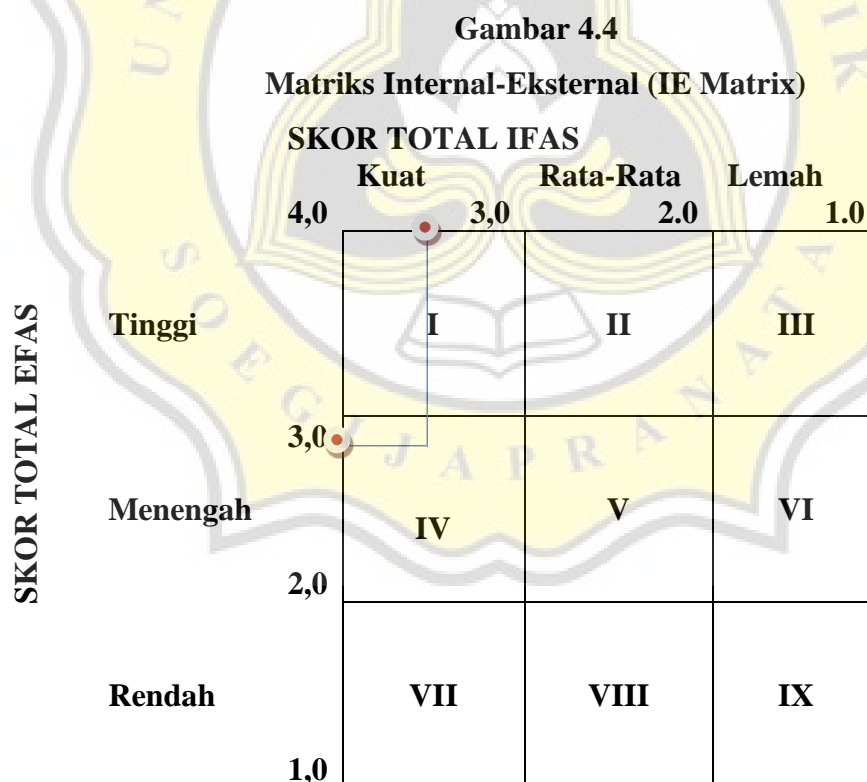 Gambar 4.4
Matriks Internal-Eksternal (IE Matrix)
SKOR TOTAL IFAS
Kuat Rata-Rata Lemah
4,0 3,0 2.0 1.0
SKOR TOTAL EFAS
Tinggi I II III
3,0
Menengah IV V VI
2,0
Rendah VII VIII IX
1,0
SOEGIJAPRANATA